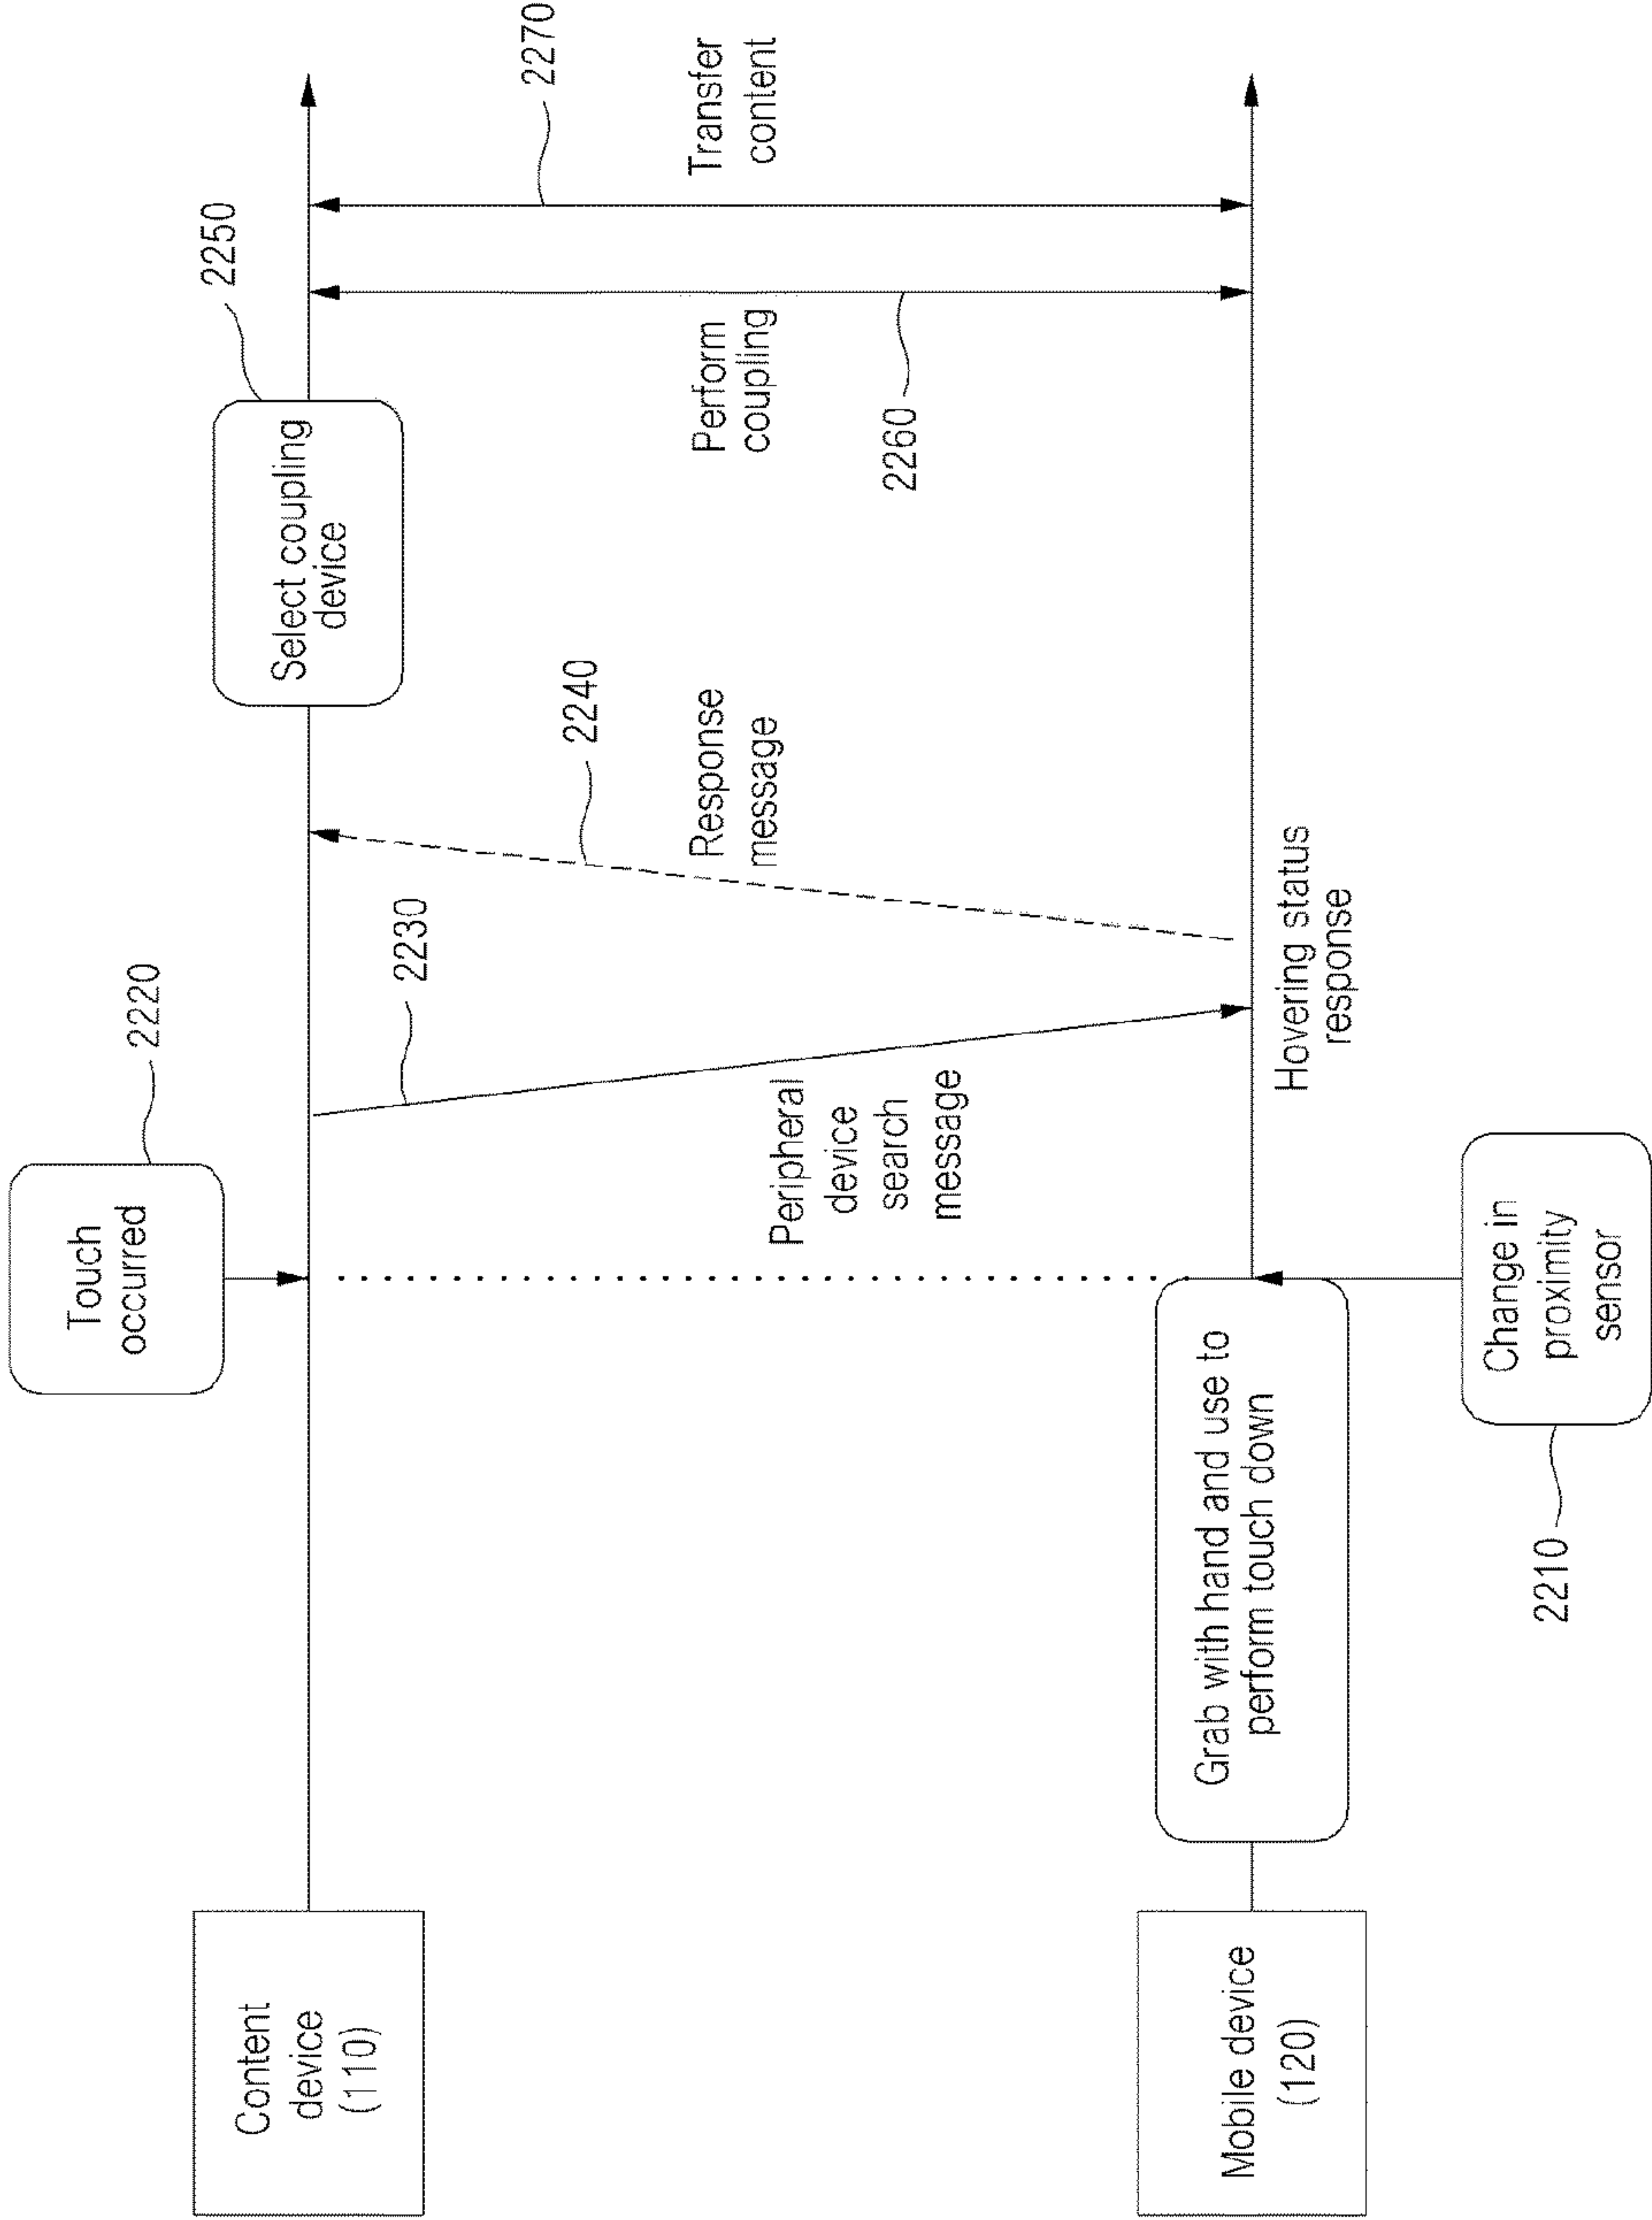 Content
device
(110)
Mobile device
(120)
Grab with hand and use to
perform touch down
2210
Change in
proximity
sensor
Touch
occurred
2220
Peripheral
device
search
message
2230
Hovering status
response
Response
message
2240
Select coupling
device
2250
Perform
coupling
2260
Transfer
content
2270